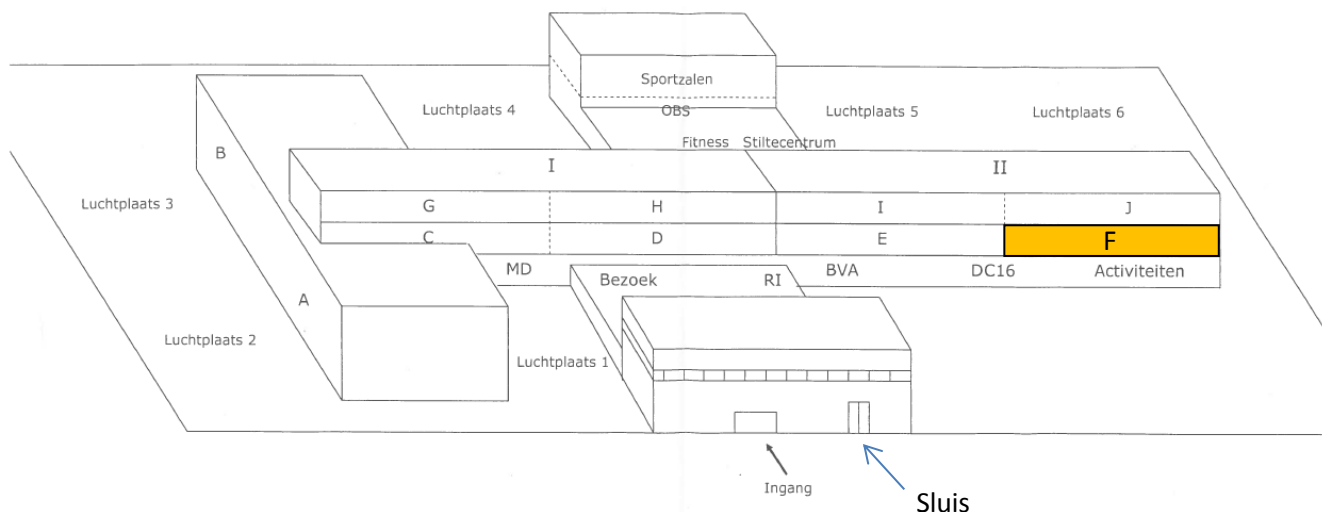 Sportzalen
OBS
Luchtplaats 4
Luchtplaats 5
Luchtplaats 6
Fitness Stiltecentrum
B
I
II
Luchtplaats 3
G
H
I
J
C
D
E
F
MD
Bezoek
RI
BVA
DC16
Activiteiten
A
Luchtplaats 2
Luchtplaats 1
Ingang
Sluis